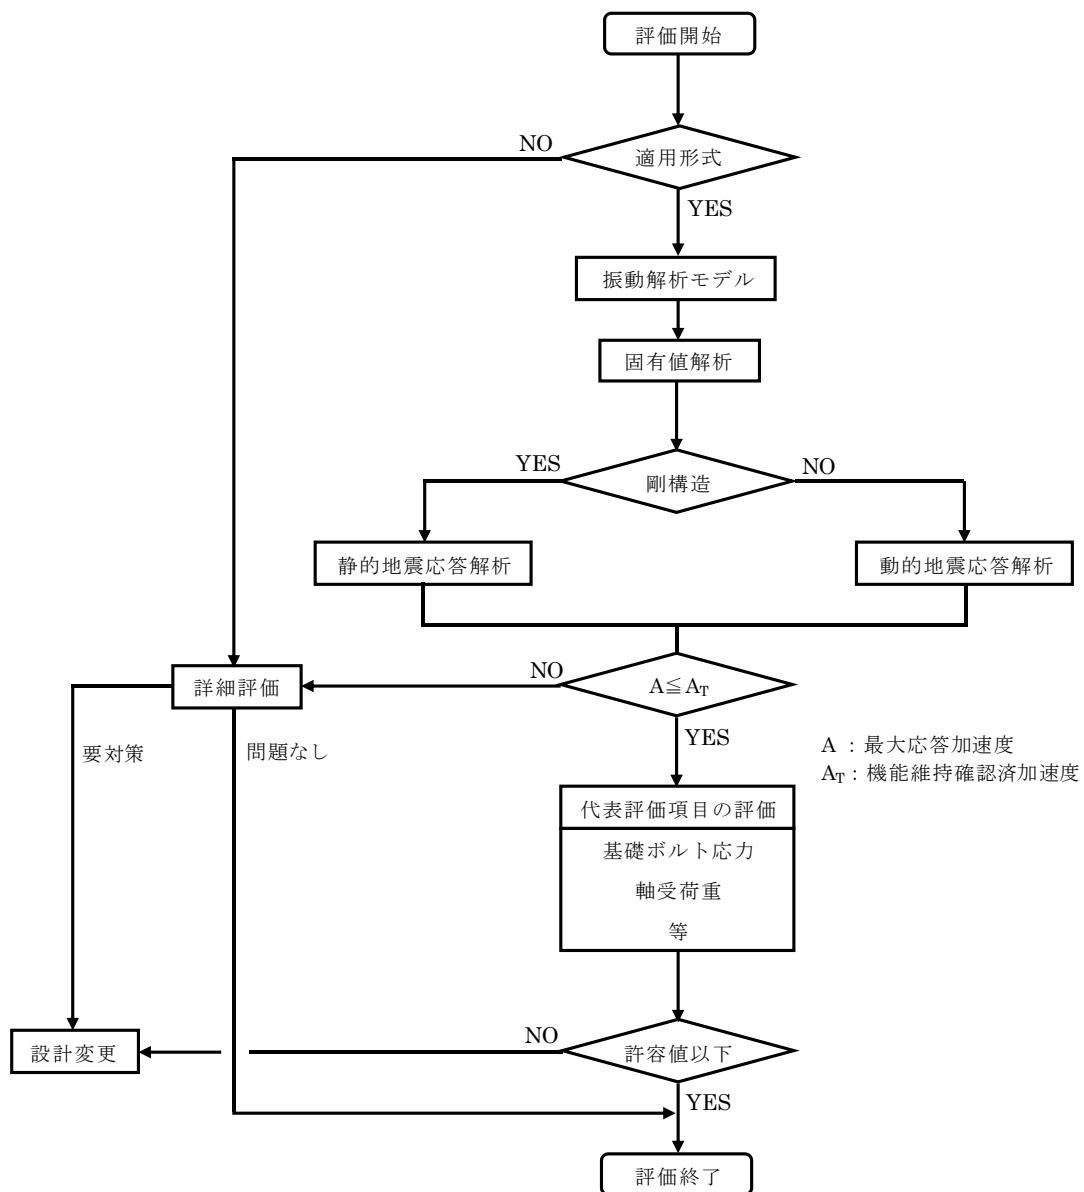 評価開始
NO
適用形式
YES
振動解析モデル
固有値解析
YES
NO
剛構造
静的地震応答解析
動的地震応答解析
NO
詳細評価
A≦AT
YES
要対策
問題なし
A : 最大応答加速度
AT : 機能維持確認済加速度
代表評価項目の評価
基礎ボルト応力
軸受荷重
等
NO
設計変更
許容値以下
YES
評価終了